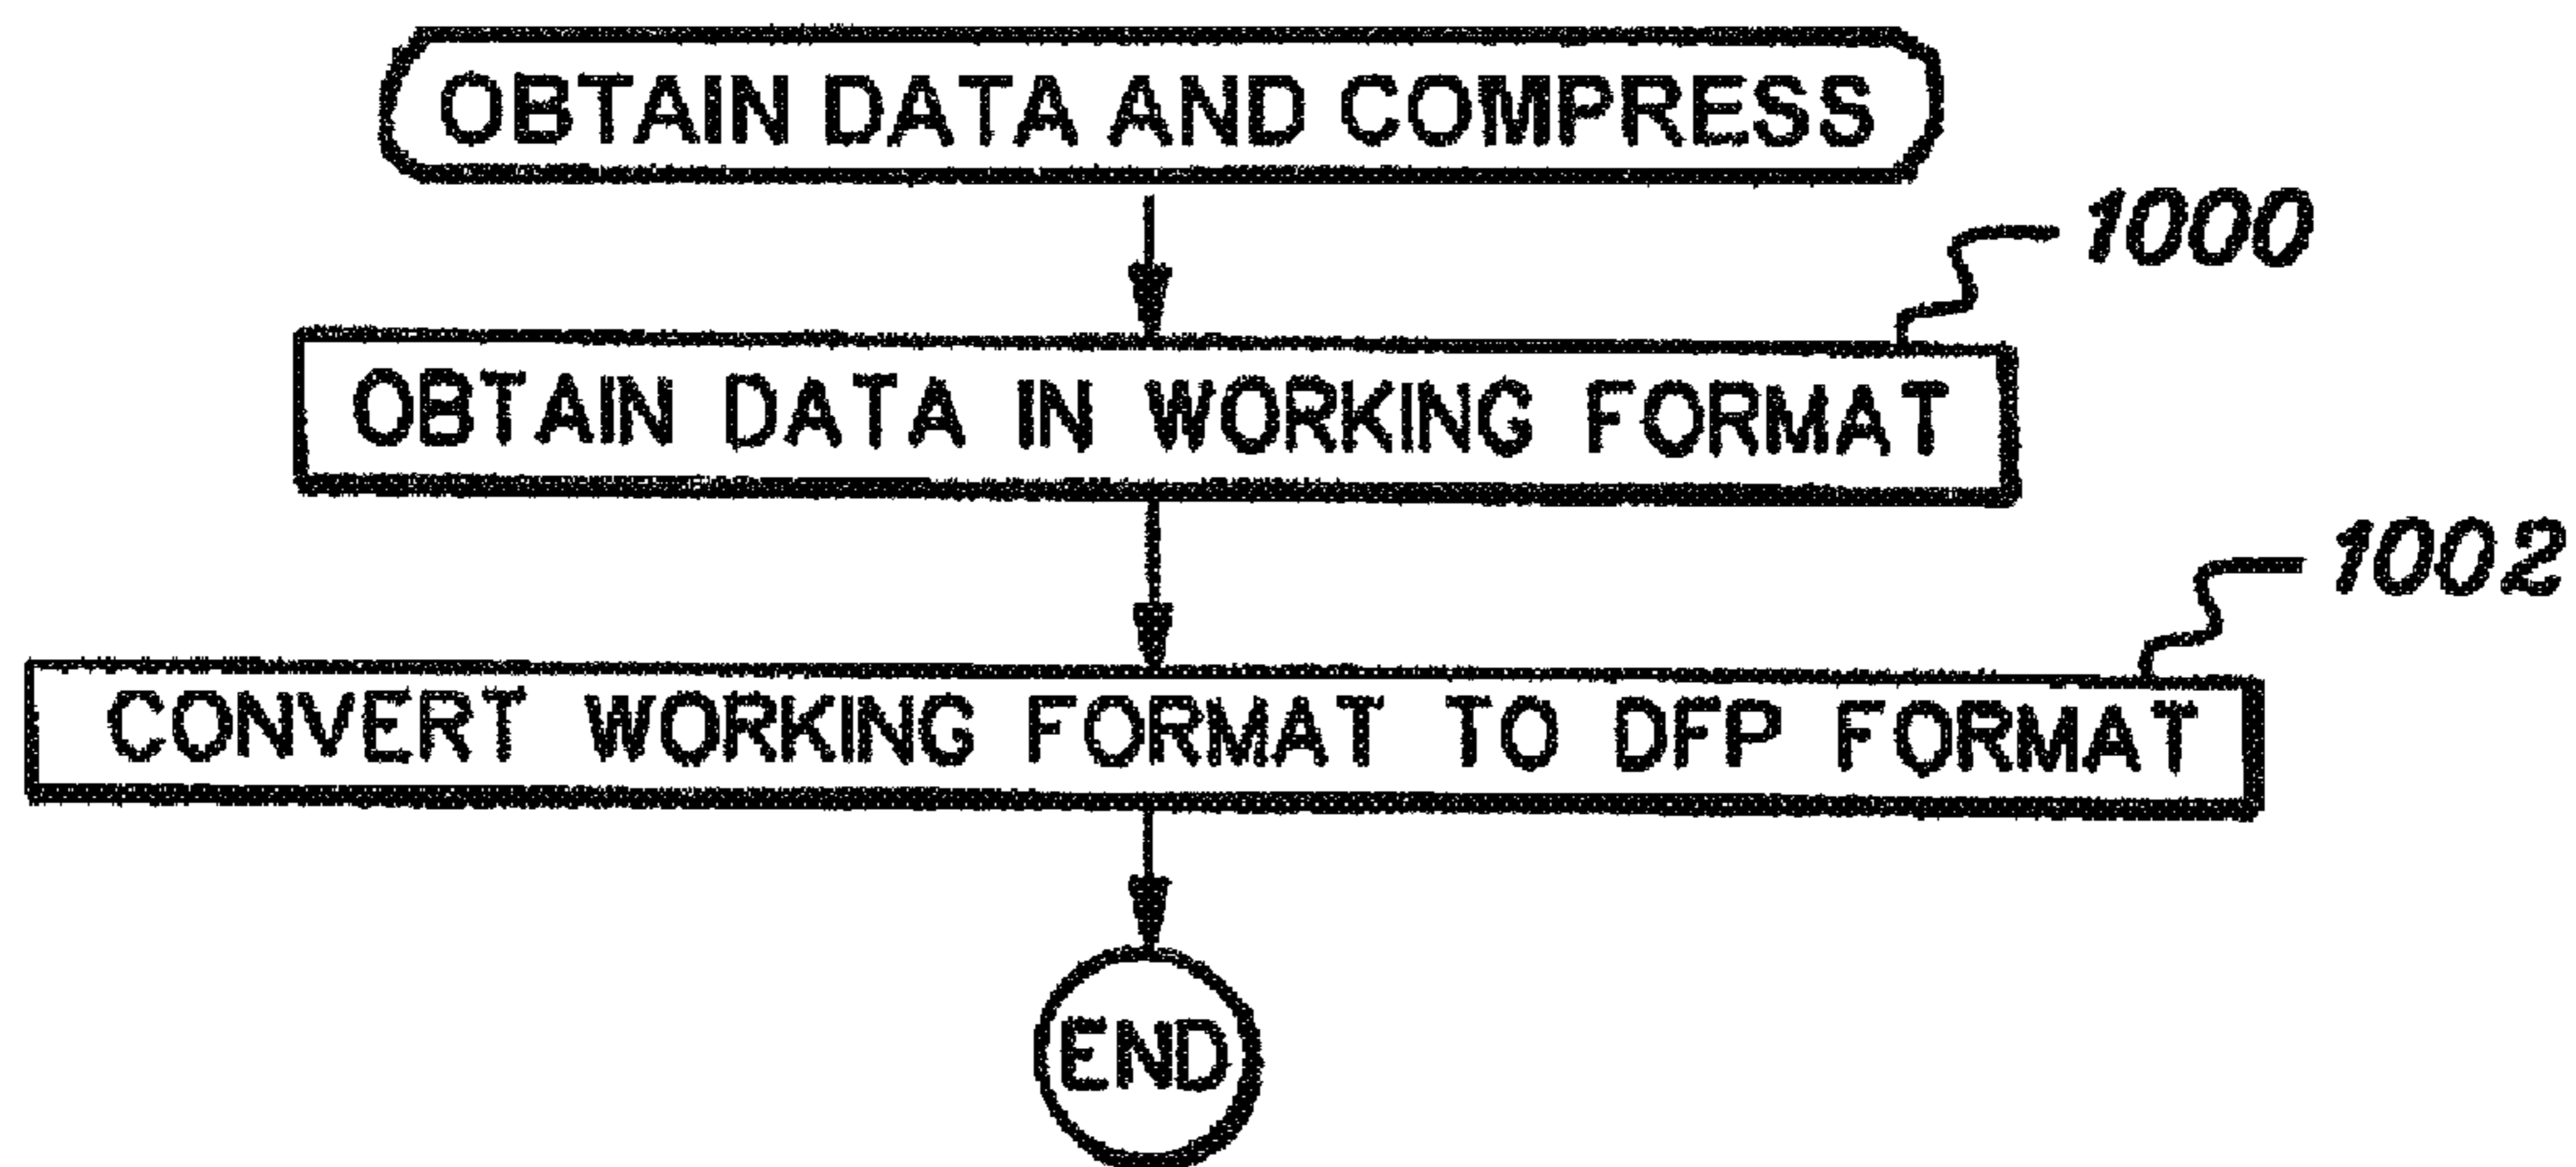 OBTAIN DATA AND COMPRESS
1000
OBTAIN DATA IN WORKING FORMAT
1002
CONVERT WORKING FORMAT TO DFP FORMAT
END